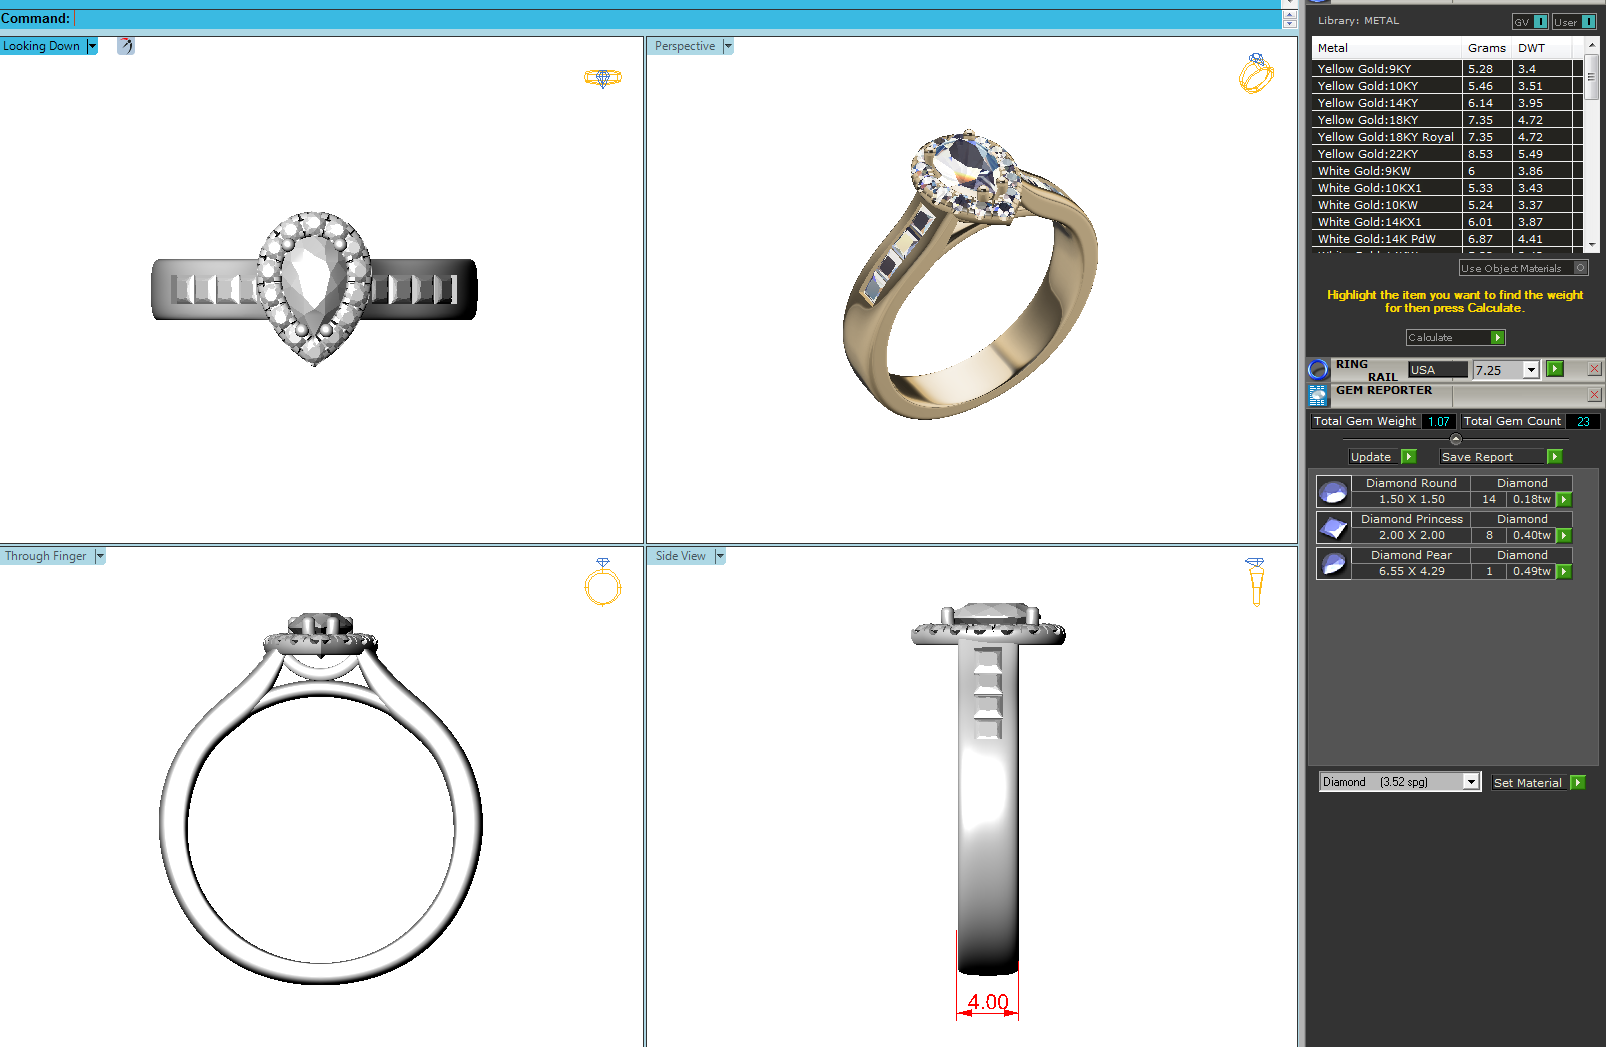 Command:
Looking Down
Perspective
Through Finger
Side View
4.00
Library: METAL
GV I User I
Metal Grams DWT
Yellow Gold:9KY 5.28 3.4
Yellow Gold:10KY 5.46 3.51
Yellow Gold:14KY 6.14 3.95
Yellow Gold:18KY 7.35 4.72
Yellow Gold:18KY Royal 7.35 4.72
Yellow Gold:22KY 8.53 5.49
White Gold:9KW 6 3.86
White Gold:10KX1 5.33 3.43
White Gold:10KW 5.24 3.37
White Gold:14KX1 6.01 3.87
White Gold:14K PdW 6.87 4.41
Use Object Materials
Highlight the item you want to find the weight
for then press Calculate.
Calculate
RING
RAIL USA 7.25
GEM REPORTER
Total Gem Weight 1.07 Total Gem Count 23
Update Save Report
Diamond Round Diamond
1.50 X 1.50 14 0.18tw
Diamond Princess Diamond
2.00 X 2.00 8 0.40tw
Diamond Pear Diamond
6.55 X 4.29 1 0.49tw
Diamond (3.52 spg) Set Material